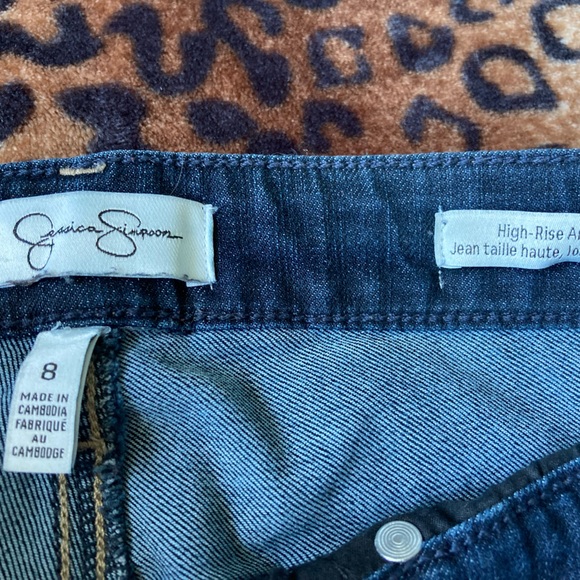 Jessica Simpson
High-Rise
Jean taille haute,
8
MADE IN
CAMBODIA
FABRIQUÉ
AU
CAMBODGE